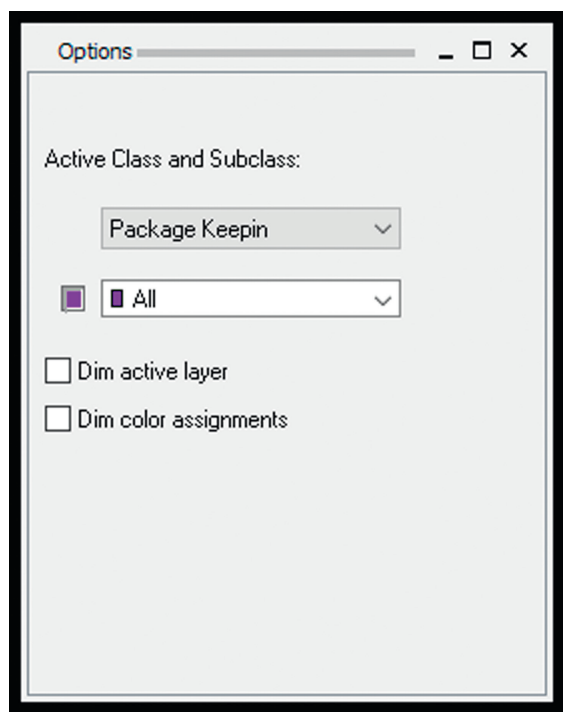 Options
Active Class and Subclass:
Package Keepin
All
Dim active layer
Dim color assignments